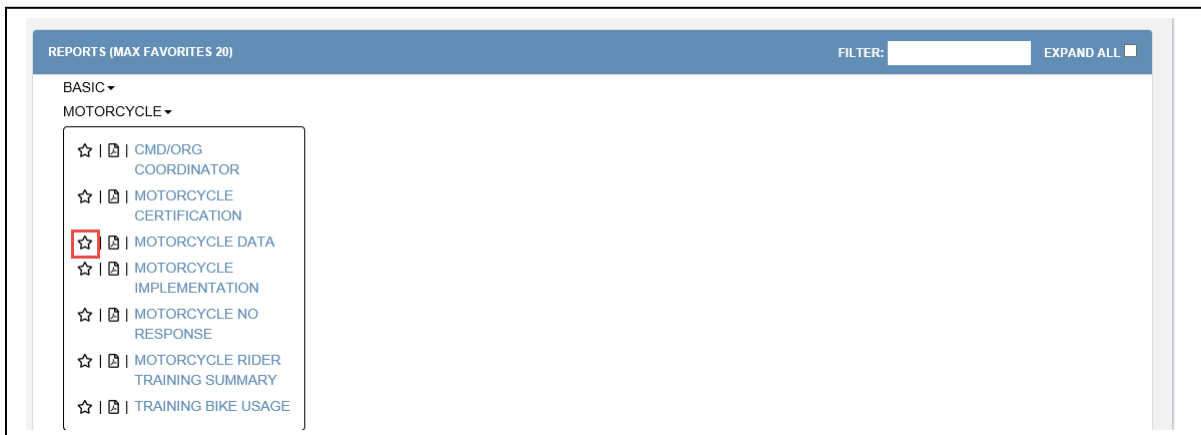 REPORTS (MAX FAVORITES 20) FILTER: EXPAND ALL
BASIC
MOTORCYCLE
| | CMD/ORG
COORDINATOR
| | MOTORCYCLE
CERTIFICATION
| | MOTORCYCLE DATA
| | MOTORCYCLE
IMPLEMENTATION
| | MOTORCYCLE NO
RESPONSE
| | MOTORCYCLE RIDER
TRAINING SUMMARY
| | TRAINING BIKE USAGE